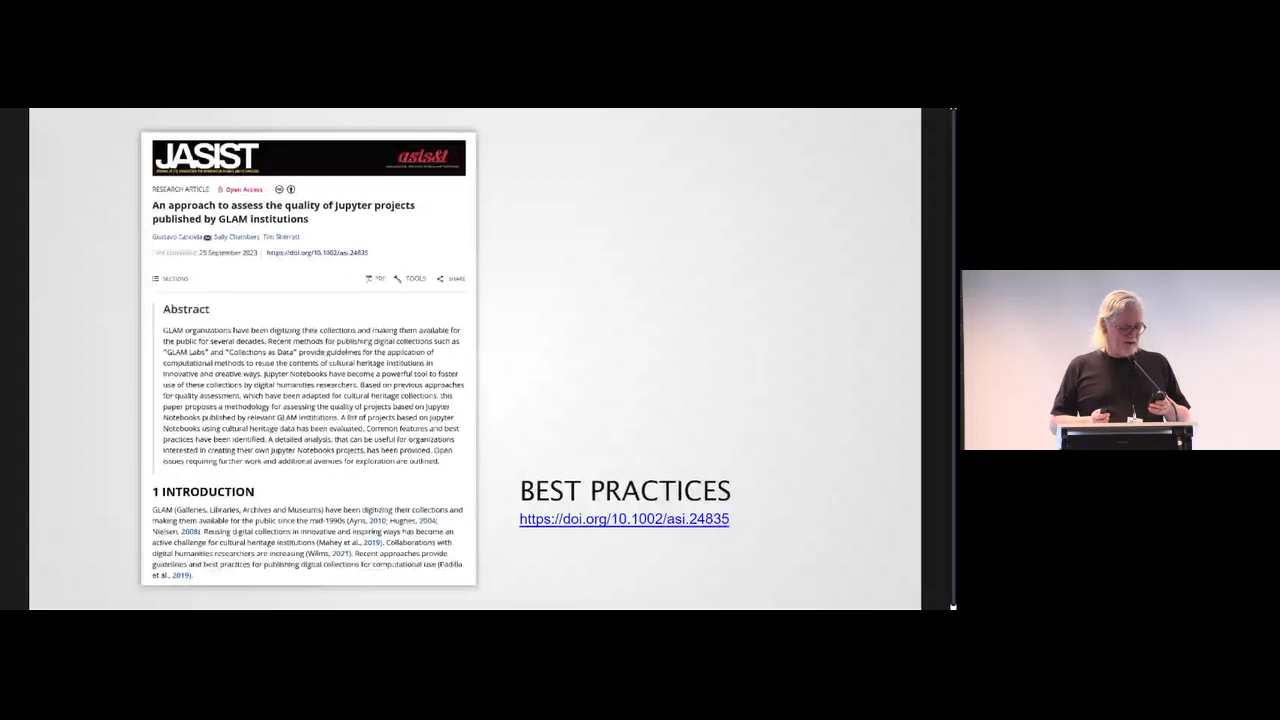 JASIST
asis&t
RESEARCH ARTICLE Open Access
An approach to assess the quality of Jupyter projects
published by GLAM institutions
Gustavo Candela Sally Chambers, Tim Sherratt
25 September 2023 | https://doi.org/10.1002/asi.24835
SECTIONS PDF TOOLS SHARE
Abstract
GLAM organizations have been digitizing their collections and making them available for
the public for several decades. Recent methods for publishing digital collections such as
"GLAM Labs" and "Collections as Data" provide guidelines for the application of
computational methods to reuse the contents of cultural heritage institutions in
innovative and creative ways. Jupyter Notebooks have become a powerful tool to foster
use of these collections by digital humanities researchers. Based on previous approaches
for quality assessment, which have been adapted for cultural heritage collections, this
paper proposes a methodology for assessing the quality of projects based on Jupyter
Notebooks published by relevant GLAM institutions. A list of projects based on Jupyter
Notebooks using cultural heritage data has been evaluated. Common features and best
practices have been identified. A detailed analysis, that can be useful for organizations
interested in creating their own Jupyter Notebooks projects, has been provided. Open
issues requiring further work and additional avenues for exploration are outlined.
1 INTRODUCTION
GLAM (Galleries, Libraries, Archives and Museums) have been digitizing their collections and
making them available for the public since the mid-1990s (Ayris, 2010; Hughes, 2004;
Nielsen, 2008). Reusing digital collections in innovative and inspiring ways has become an
active challenge for cultural heritage institutions (Mahey et al., 2019). Collaborations with
digital humanities researchers are increasing (Wilms, 2021). Recent approaches provide
guidelines and best practices for publishing digital collections for computational use (Padilla
et al., 2019).
BEST PRACTICES
https://doi.org/10.1002/asi.24835